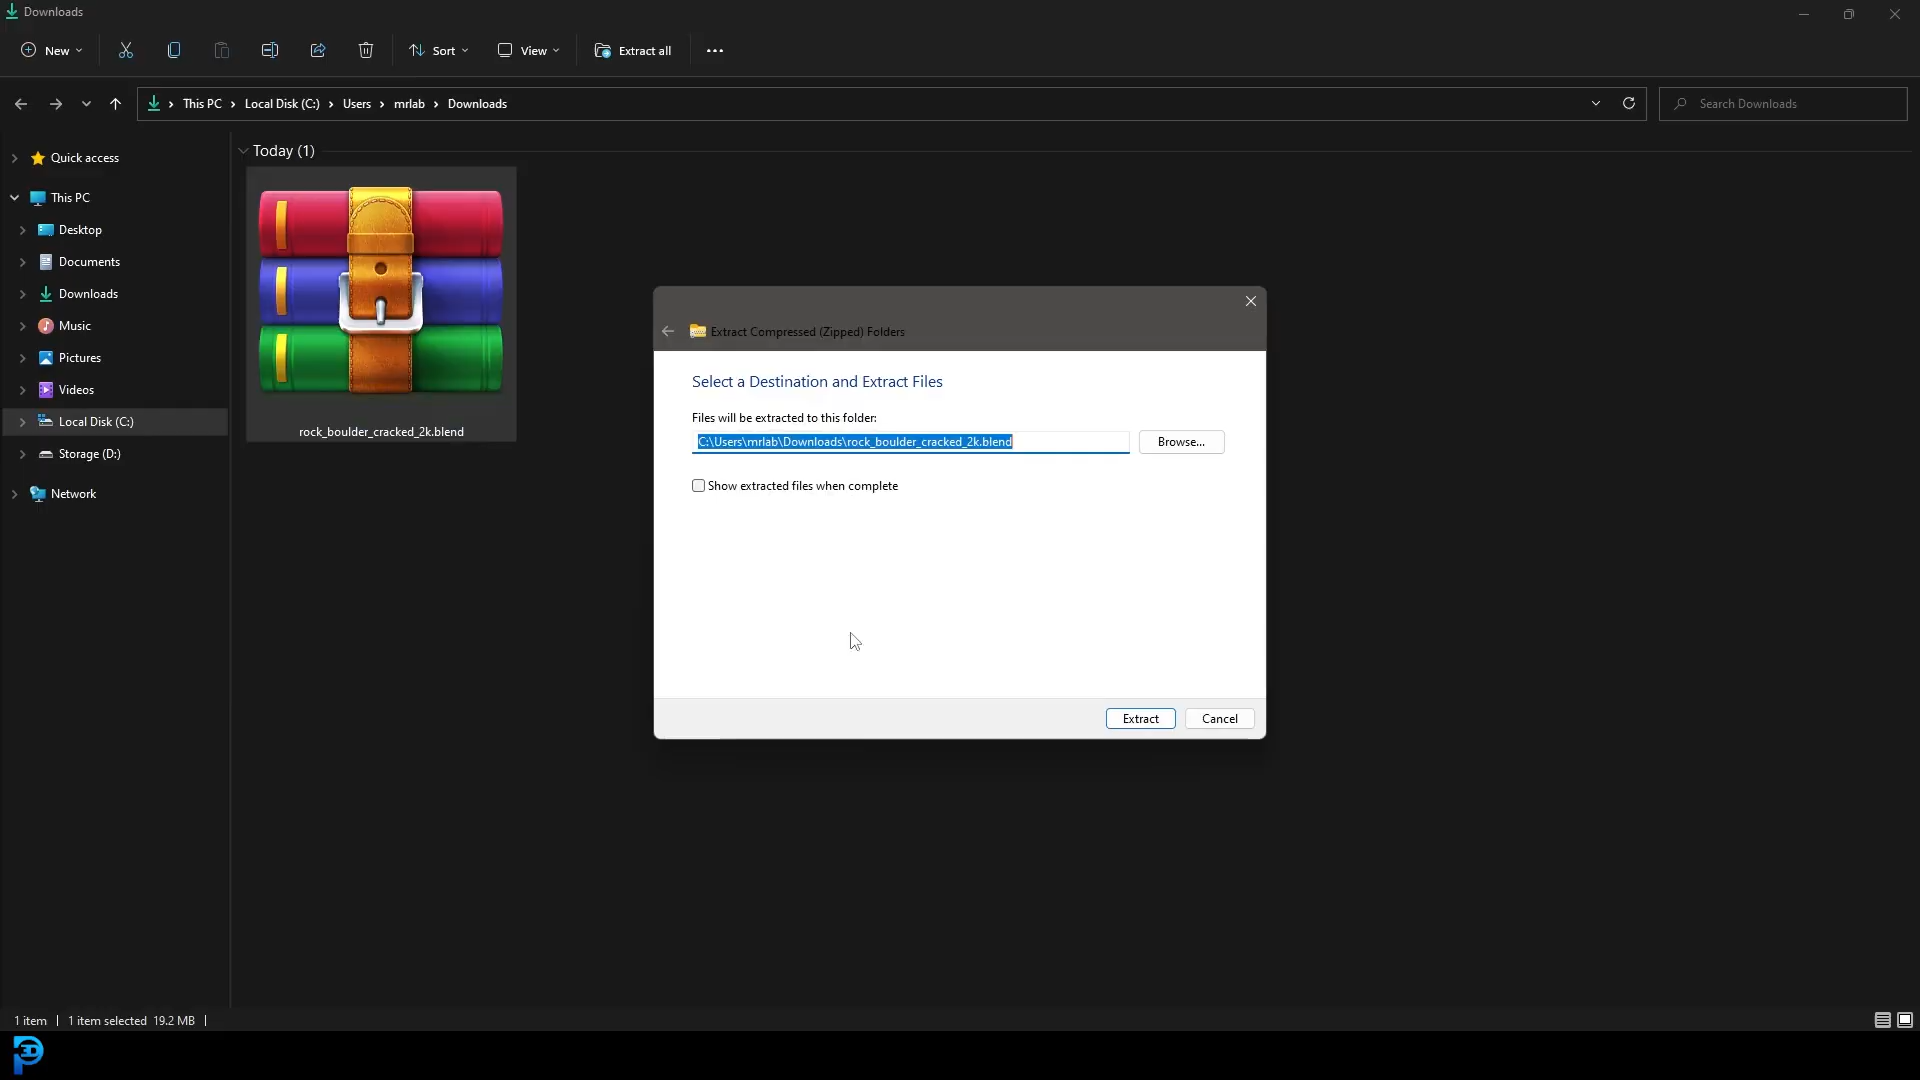 Downloads
New
Sort
View
Extract all
This PC
Local Disk (C:)
Users
mrlab
Downloads
Search Downloads
Quick access
This PC
Desktop
Documents
Downloads
Music
Pictures
Videos
Local Disk (C:)
Storage (D:)
Network
Today (1)
rock_boulder_cracked_2k.blend
Extract Compressed (Zipped) Folders
Select a Destination and Extract Files
Files will be extracted to this folder:
C:\Users\mrlab\Downloads\rock_boulder_cracked_2k.blend
Browse...
Show extracted files when complete
Extract
Cancel
1 item
1 item selected 19.2 MB
3D